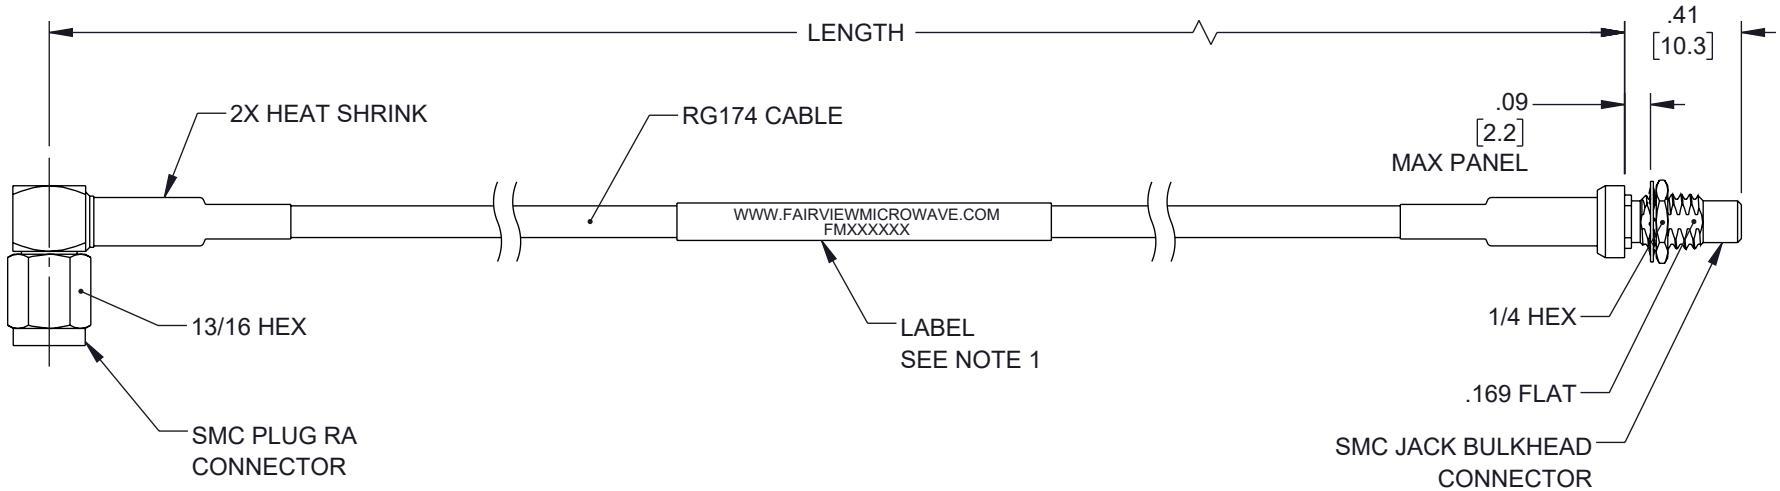 LENGTH
.41
[10.3]
2X HEAT SHRINK
RG174 CABLE
.09
[2.2]
MAX PANEL
WWW.FAIRVIEWMICROWAVE.COM
FMXXXXXX
13/16 HEX
LABEL
SEE NOTE 1
1/4 HEX
.169 FLAT
SMC PLUG RA
CONNECTOR
SMC JACK BULKHEAD
CONNECTOR